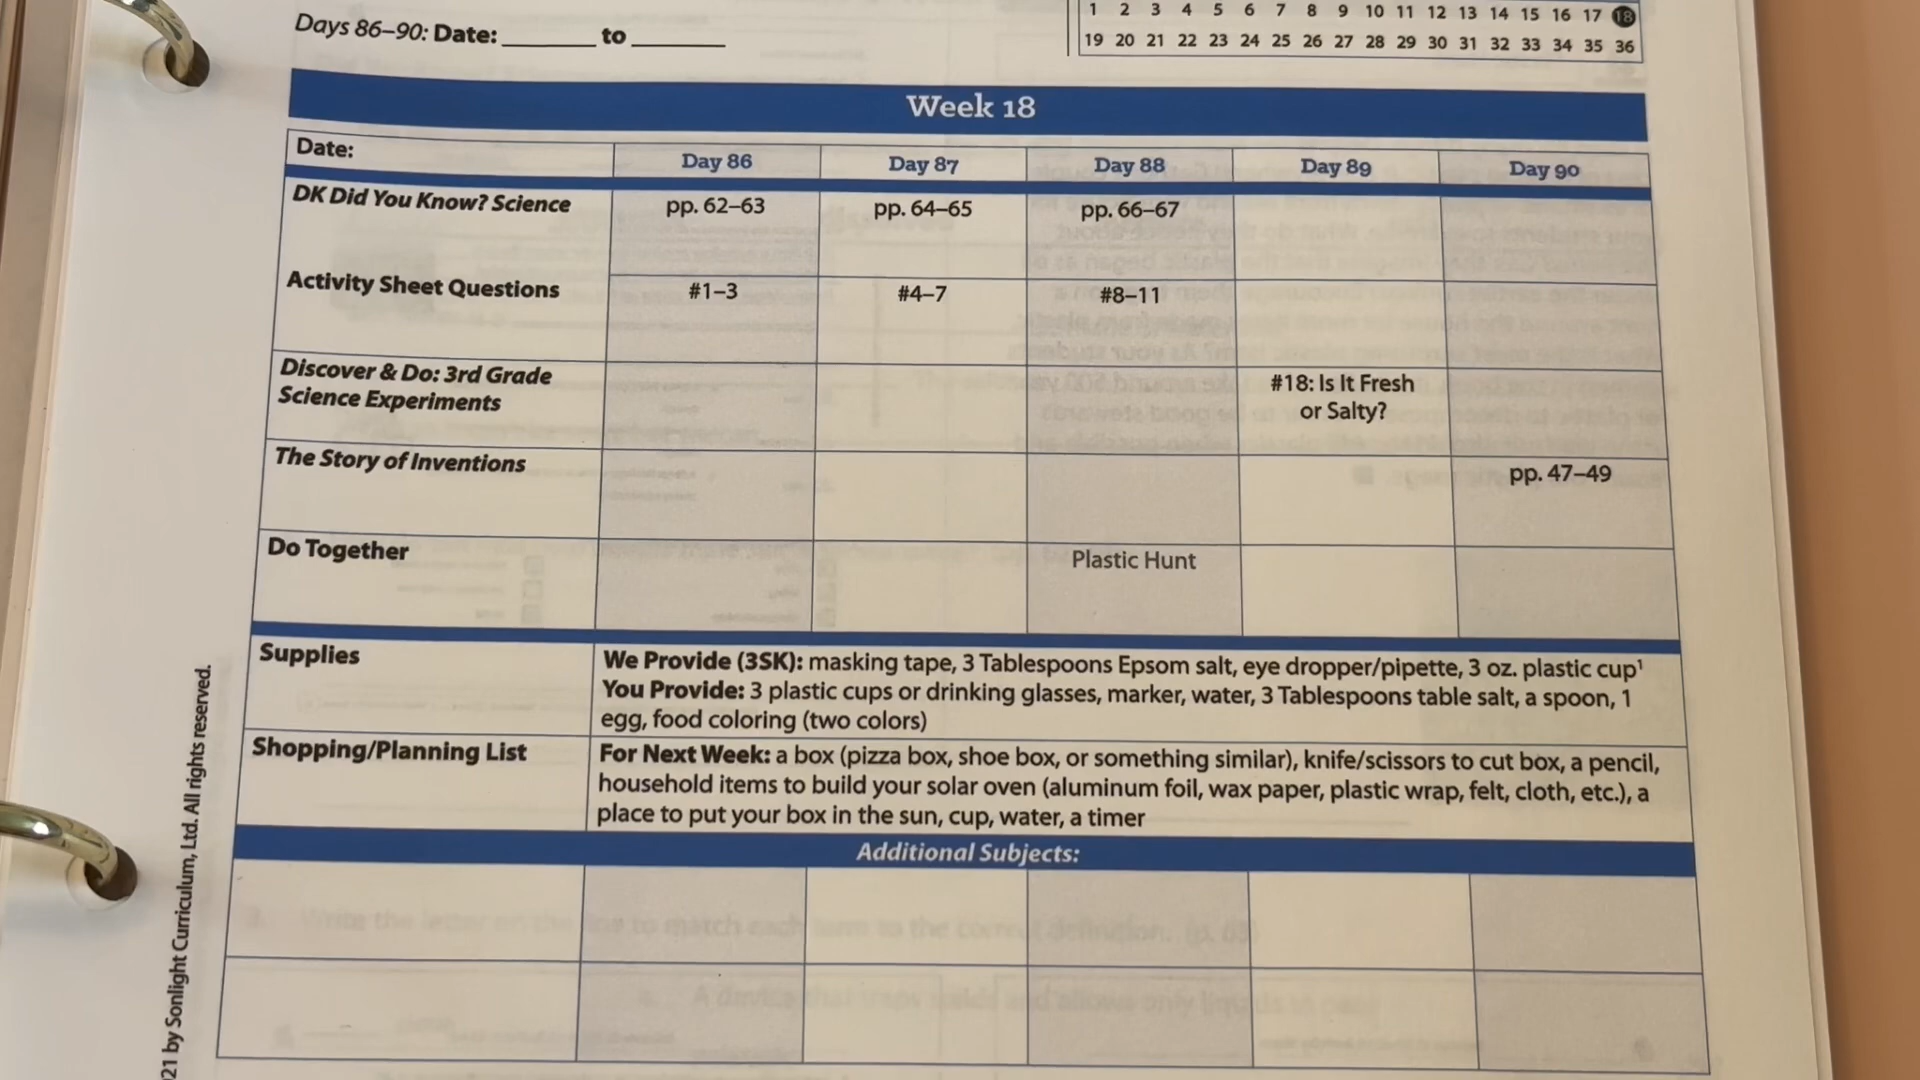 Days 86–90: Date: ________ to ________
1 2 3 4 5 6 7 8 9 10 11 12 13 14 15 16 17 18
19 20 21 22 23 24 25 26 27 28 29 30 31 32 33 34 35 36
Week 18
Date: Day 86 Day 87 Day 88 Day 89 Day 90
DK Did You Know? Science pp. 62–63 pp. 64–65 pp. 66–67
Activity Sheet Questions #1–3 #4–7 #8–11
Discover & Do: 3rd Grade
Science Experiments
#18: Is It Fresh
or Salty?
The Story of Inventions pp. 47–49
Do Together Plastic Hunt
Supplies
We Provide (3SK): masking tape, 3 Tablespoons Epsom salt, eye dropper/pipette, 3 oz. plastic cup¹
You Provide: 3 plastic cups or drinking glasses, marker, water, 3 Tablespoons table salt, a spoon, 1
egg, food coloring (two colors)
Shopping/Planning List
For Next Week: a box (pizza box, shoe box, or something similar), knife/scissors to cut box, a pencil,
household items to build your solar oven (aluminum foil, wax paper, plastic wrap, felt, cloth, etc.), a
place to put your box in the sun, cup, water, a timer
Additional Subjects:
21 by Sonlight Curriculum, Ltd. All rights reserved.